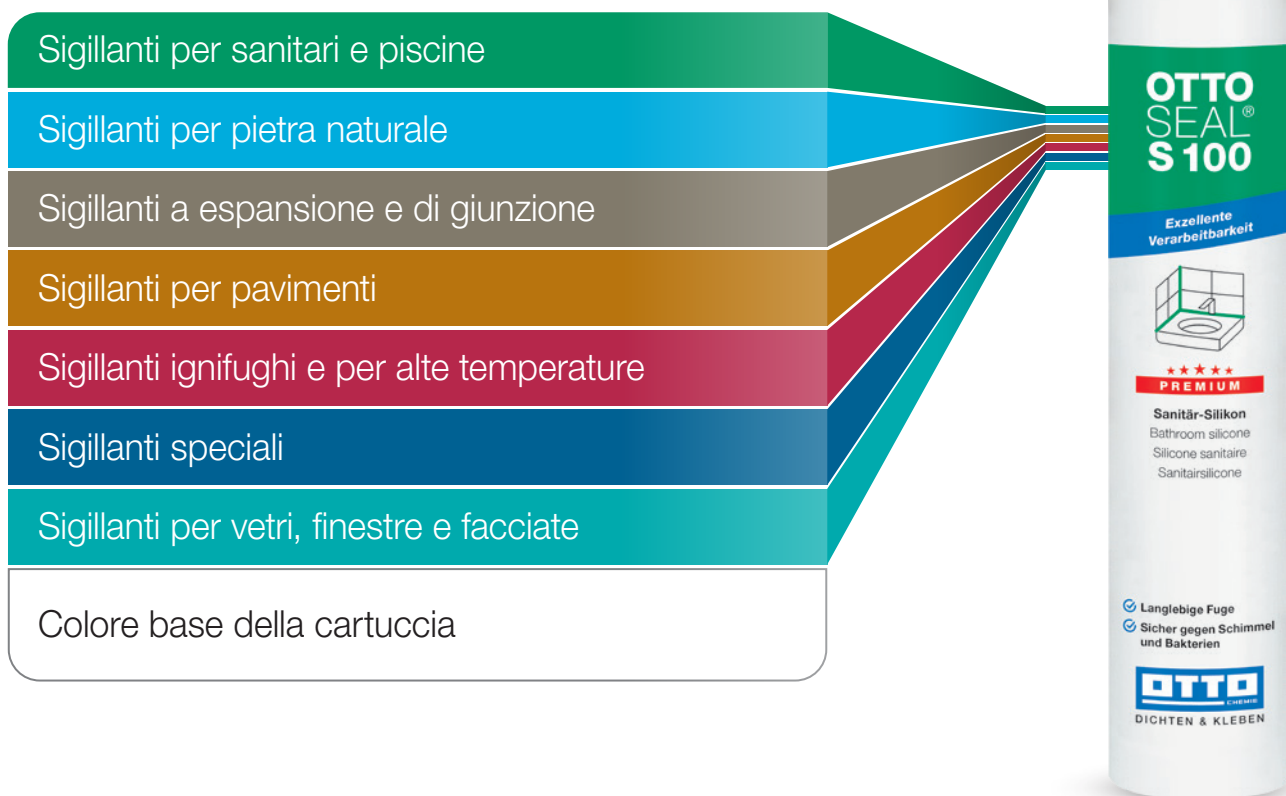 Sigillanti per sanitari e piscine
Sigillanti per pietra naturale
Sigillanti a espansione e di giunzione
Sigillanti per pavimenti
Sigillanti ignifughi e per alte temperature
Sigillanti speciali
Sigillanti per vetri, finestre e facciate
Colore base della cartuccia
OTTO
SEAL®
S 100
Exzellente
Verarbeitbarkeit
PREMIUM
Sanitär-Silikon
Bathroom silicone
Silicone sanitaire
Sanitairsilicone
Langlebige Fuge
Sicher gegen Schimmel
und Bakterien
OTTO
CHEMIE
DICHTEN & KLEBEN